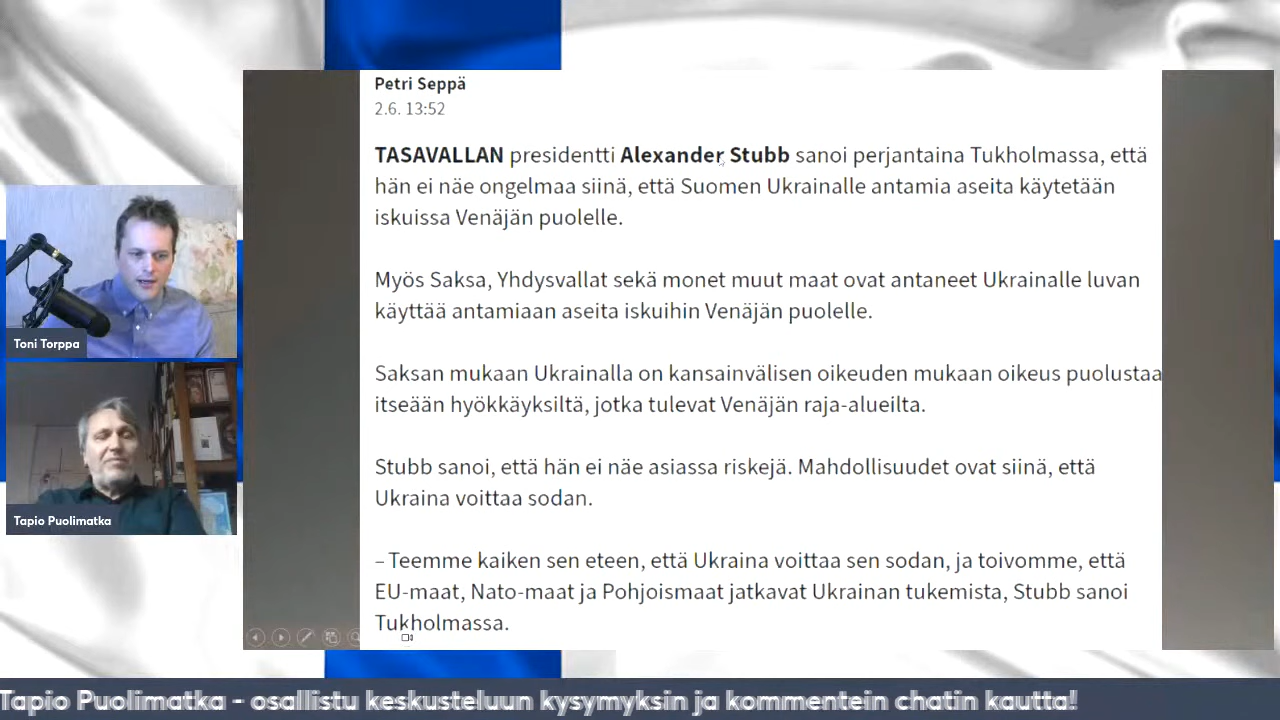 Petri Seppä
2.6. 13:52
TASAVALLAN presidentti Alexander Stubb sanoi perjantaina Tukholmassa, että
hän ei näe ongelmaa siinä, että Suomen Ukrainalle antamia aseita käytetään
iskuissa Venäjän puolelle.
Myös Saksa, Yhdysvallat sekä monet muut maat ovat antaneet Ukrainalle luvan
käyttää antamiaan aseita iskuihin Venäjän puolelle.
Saksan mukaan Ukrainalla on kansainvälisen oikeuden mukaan oikeus puolustaa
itseään hyökkäyksiltä, jotka tulevat Venäjän raja-alueilta.
Stubb sanoi, että hän ei näe asiassa riskejä. Mahdollisuudet ovat siinä, että
Ukraina voittaa sodan.
– Teemme kaiken sen eteen, että Ukraina voittaa sen sodan, ja toivomme, että
EU-maat, Nato-maat ja Pohjoismaat jatkavat Ukrainan tukemista, Stubb sanoi
Tukholmassa.
Toni Torppa
Tapio Puolimatka
Tapio Puolimatka - osallistu keskusteluun kysymyksin ja kommentein chatin kautta!